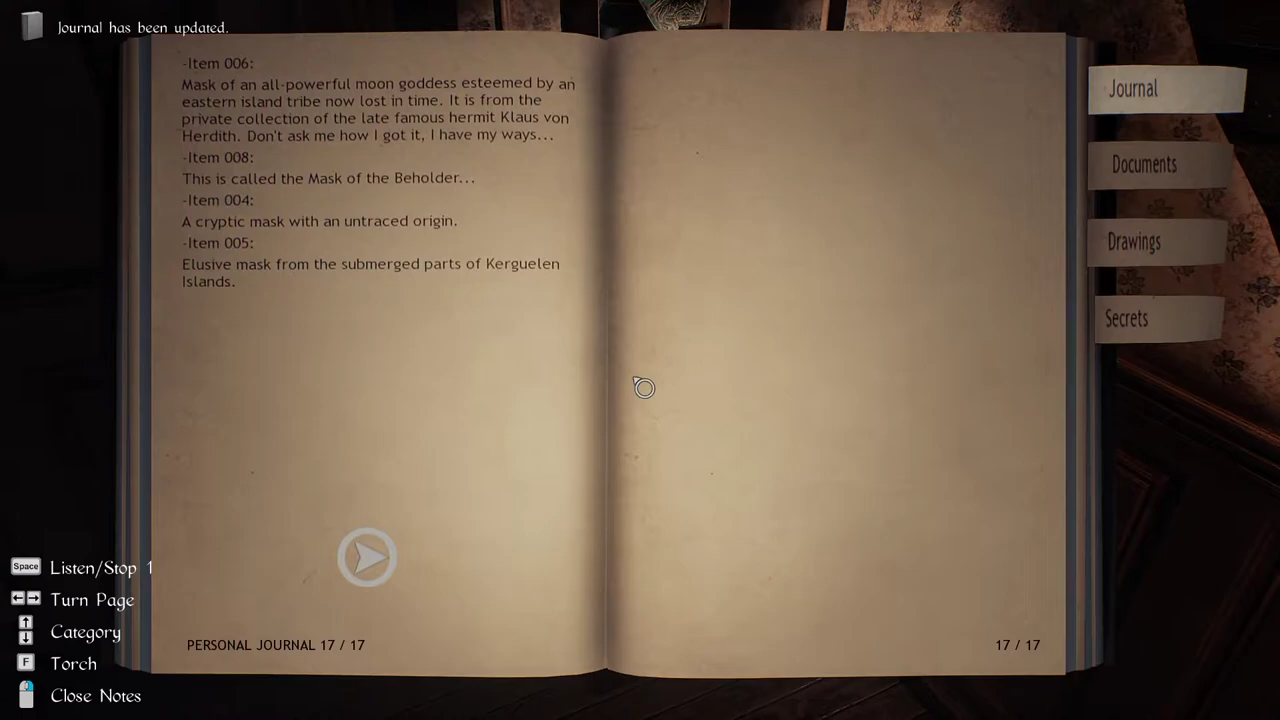 Journal has been updated.
-Item 006:
Mask of an all-powerful moon goddess esteemed by an
eastern island tribe now lost in time. It is from the
private collection of the late famous hermit Klaus von
Herdith. Don't ask me how I got it, I have my ways...
-Item 008:
This is called the Mask of the Beholder...
-Item 004:
A cryptic mask with an untraced origin.
-Item 005:
Elusive mask from the submerged parts of Kerguelen
Islands.
PERSONAL JOURNAL 17 / 17
17 / 17
Journal
Documents
Drawings
Secrets
Space Listen/Stop 1
Turn Page
Category
F Torch
Close Notes